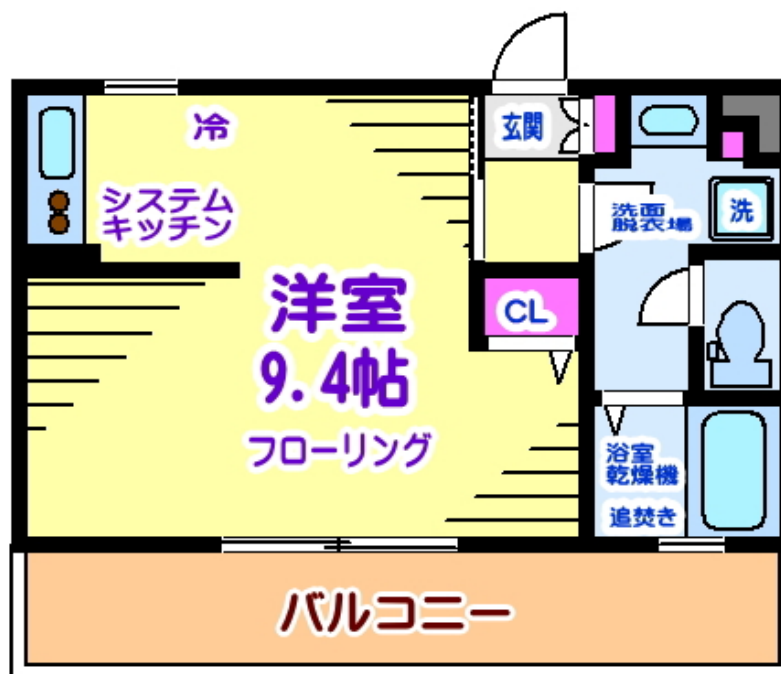 冷
玄関
システム
キッチン
洗面
脱衣場
洗
洋室
9.4帖
フローリング
CL
浴室
乾燥機
追焚き
バルコニー